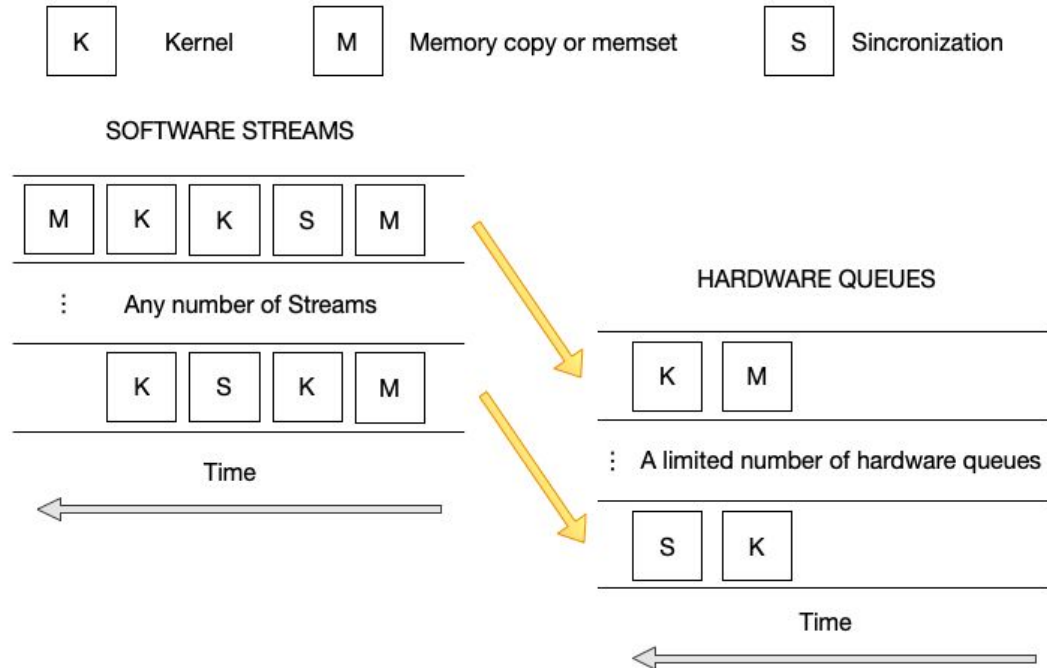 K Kernel M Memory copy or memset S Sincronization
SOFTWARE STREAMS
M K K S M
⋮ Any number of Streams
K S K M
Time
HARDWARE QUEUES
K M
⋮ A limited number of hardware queues
S K
Time